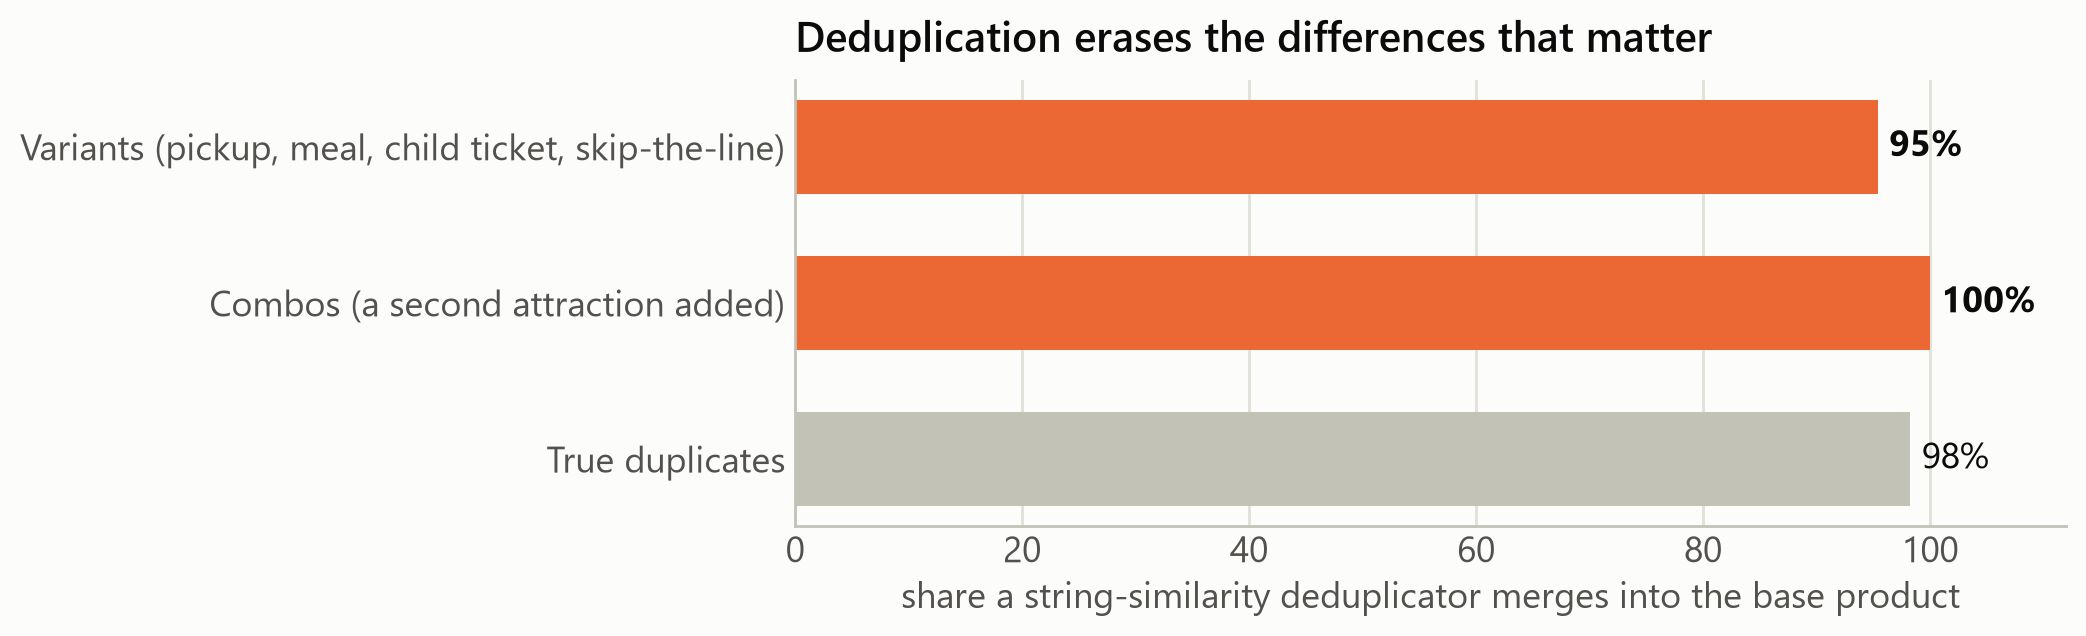 Deduplication erases the differences that matter
Variants (pickup, meal, child ticket, skip-the-line)
95%
Combos (a second attraction added)
100%
True duplicates
98%
0 20 40 60 80 100
share a string-similarity deduplicator merges into the base product